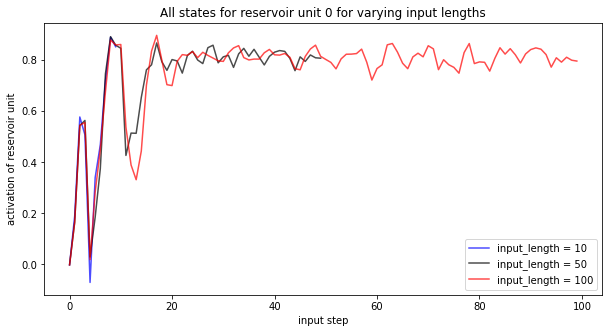 All states for reservoir unit 0 for varying input lengths
activation of reservoir unit
0.8
0.6
0.4
0.2
0.0
input_length = 10
input_length = 50
input_length = 100
0 20 40 60 80 100
input step